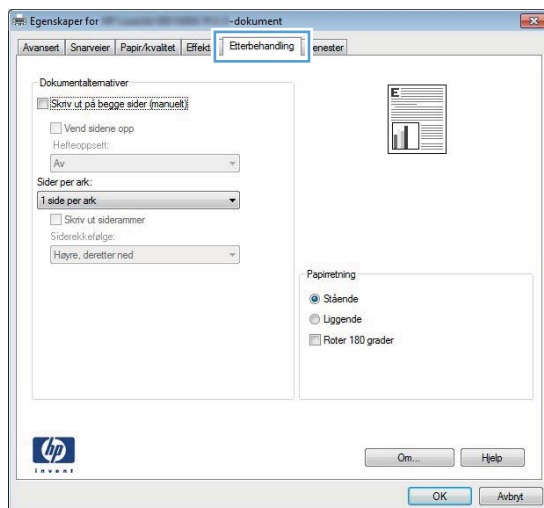 Egenskaper for -dokument
Avansert Snarveier Papir/kvalitet Effekt Etterbehandling enester
Dokumentalternativer
Skriv ut på begge sider (manuelt)
Vend sidene opp
Hefteoppsett:
Av
Sider per ark:
1 side per ark
Skriv ut siderammer
Siderekkefølge:
Høyre, deretter ned
E
Papirretning
Stående
Liggende
Roter 180 grader
hp
invent
Om... Hjelp
OK Avbryt